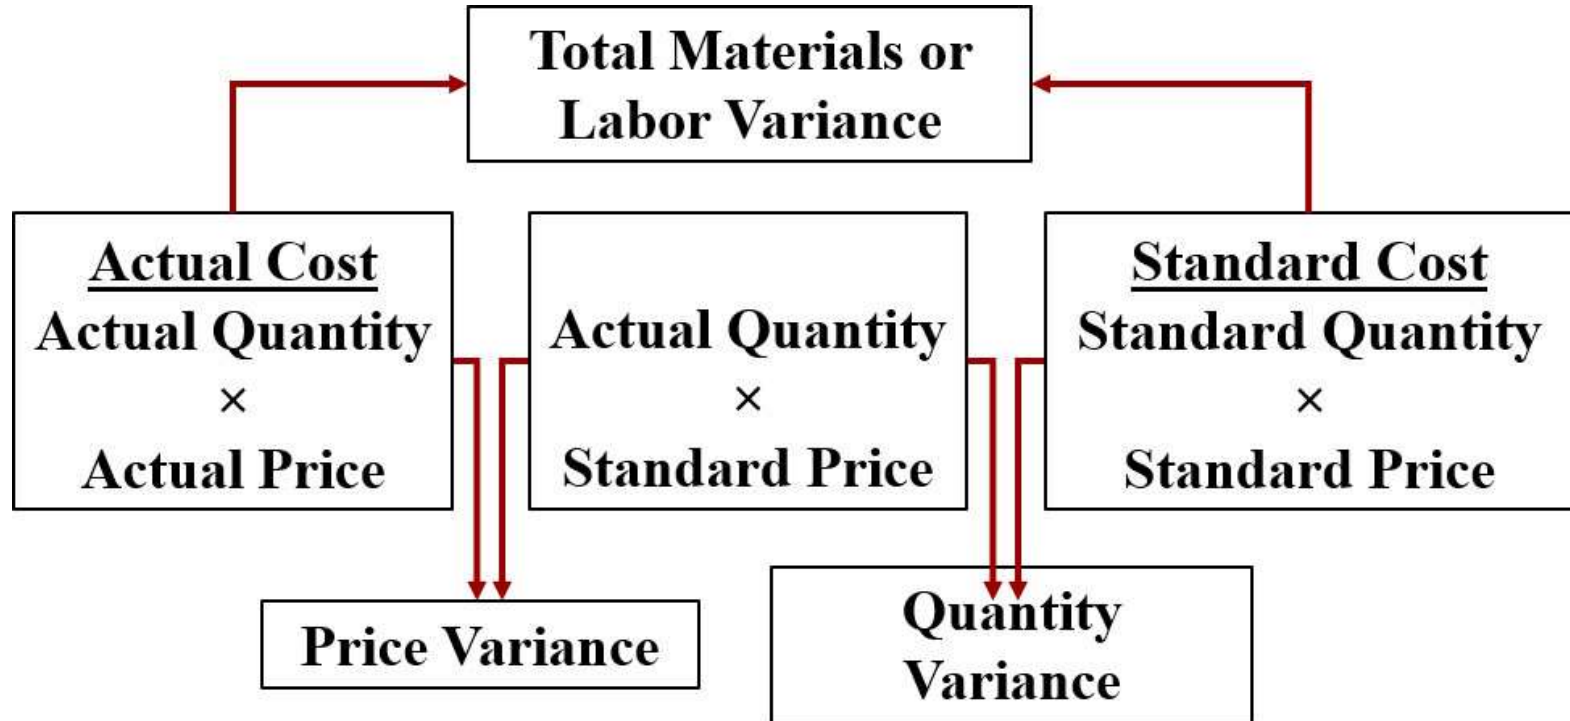 Total Materials or
Labor Variance
Actual Cost
Actual Quantity
×
Actual Price
Actual Quantity
×
Standard Price
Standard Cost
Standard Quantity
×
Standard Price
Price Variance
Quantity
Variance